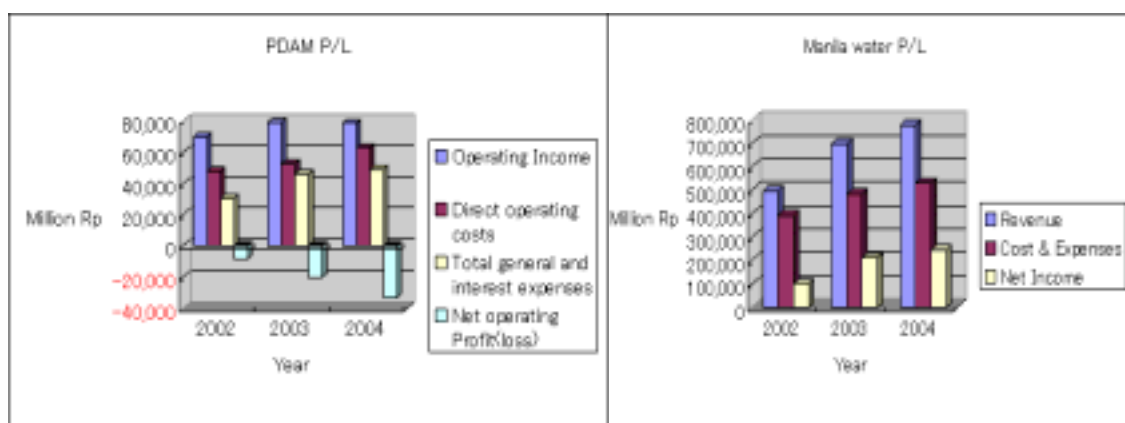 PDAM P/L
80,000
60,000
40,000
20,000
0
-20,000
-40,000
Million Rp
2002 2003 2004
Year
Operating Income
Direct operating
costs
Total general and
interest expenses
Net operating
Profit(loss)
Manila water P/L
800,000
700,000
600,000
500,000
400,000
300,000
200,000
100,000
0
Million Rp
2002 2003 2004
Year
Revenue
Cost & Expenses
Net Income